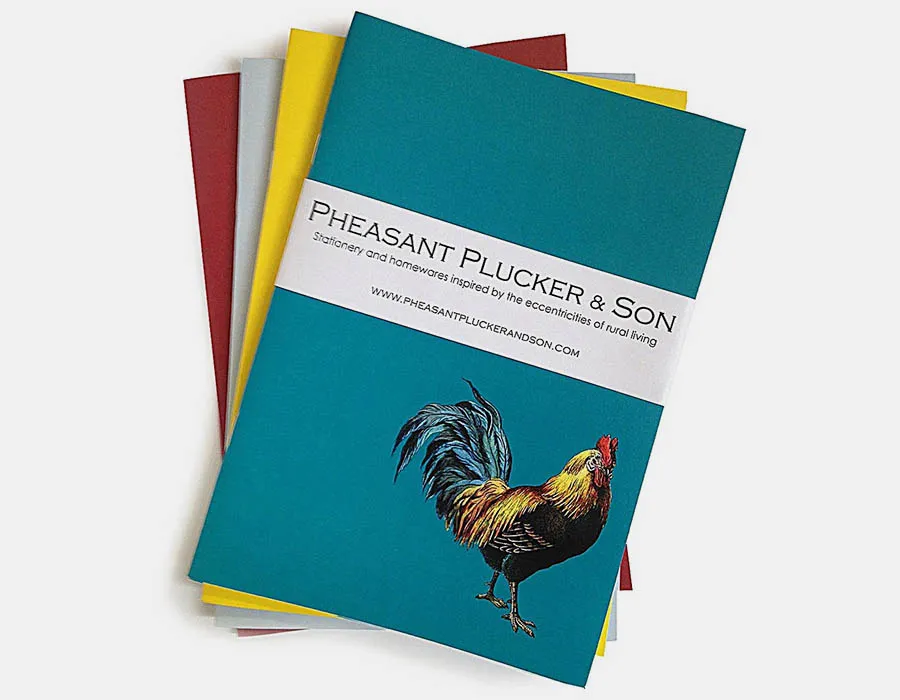 PHEASANT PLUCKER & SON
Stationery and homewares inspired by the eccentricities of rural living
WWW.PHEASANTPLUCKERANDSON.COM